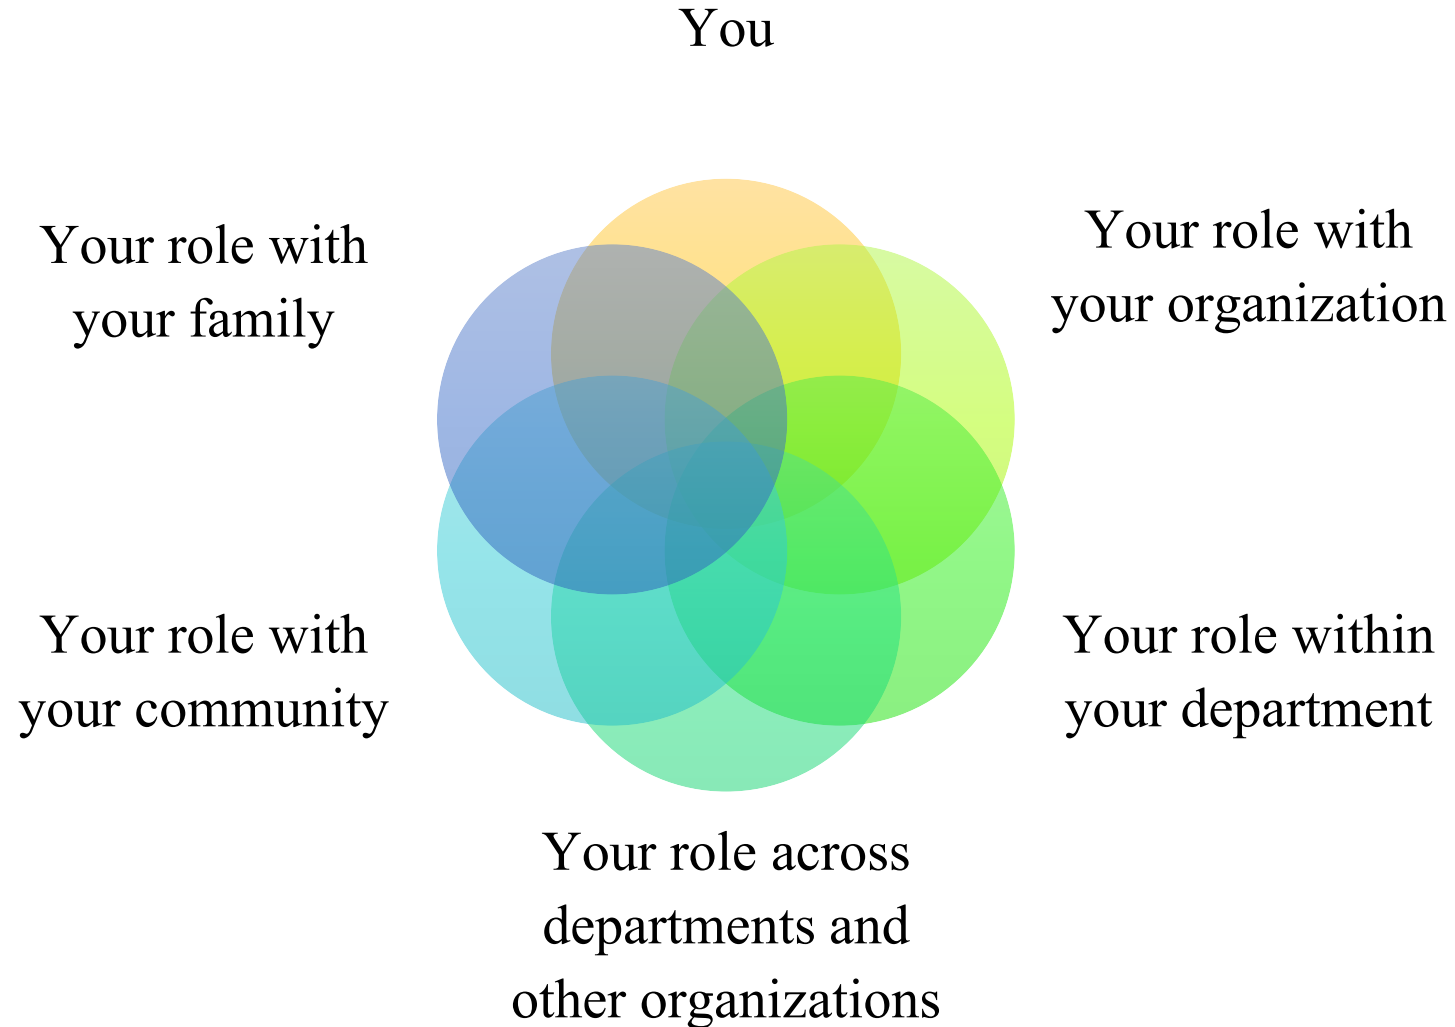 You
Your role with
your organization
Your role within
your department
Your role across
departments and
other organizations
Your role with
your community
Your role with
your family